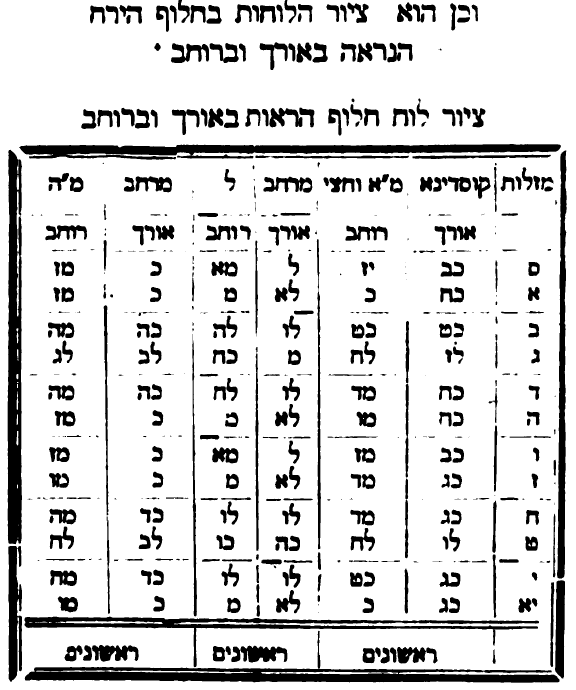 וכן הוא ציור הלוחות בחלוף הירח
הנראה באורך וברוחב •
ציור לוח חלוף הראות באורך וברוחב
מזלות קוסדינא מ"א וחצי מרחב ל מרחב מ"ה
אורך רוחב אורך רוחב אורך רוחב
ס כב יז ל מא כ מז
א כח כ לא מ כ מז
ב כט כט לו לה כה מה
ג לז לח מ כח לב לג
ד כח מד לו לח כה מה
ה כח מו לא מ כ מז
ו כב מז ל מא כ מז
ז כג מד לא מ כ מו
ח כג מד לו לו כד מה
ט לו לח כה כו לב לח
י כג כט לו לו כד מח
יא כג כ לא מ כ מו
ראשונים ראשונים ראשונים